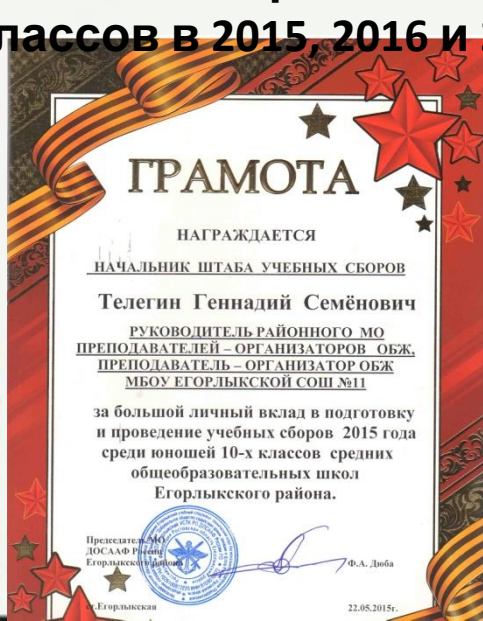 лассов в 2015, 2016 и
ГРАМОТА
НАГРАЖДАЕТСЯ
НАЧАЛЬНИК ШТАБА УЧЕБНЫХ СБОРОВ
Телегин Геннадий Семёнович
РУКОВОДИТЕЛЬ РАЙОННОГО МО
ПРЕПОДАВАТЕЛЕЙ – ОРГАНИЗАТОРОВ ОБЖ,
ПРЕПОДАВАТЕЛЬ – ОРГАНИЗАТОР ОБЖ
МБОУ ЕГОРЛЫКСКОЙ СОШ №11
за большой личный вклад в подготовку
и проведение учебных сборов 2015 года
среди юношей 10-х классов средних
общеобразовательных школ
Егорлыкского района.
Председатель МО
ДОСААФ России
Егорлыкского района
Ф.А. Дюба
ст.Егорлыкская
22.05.2015г.